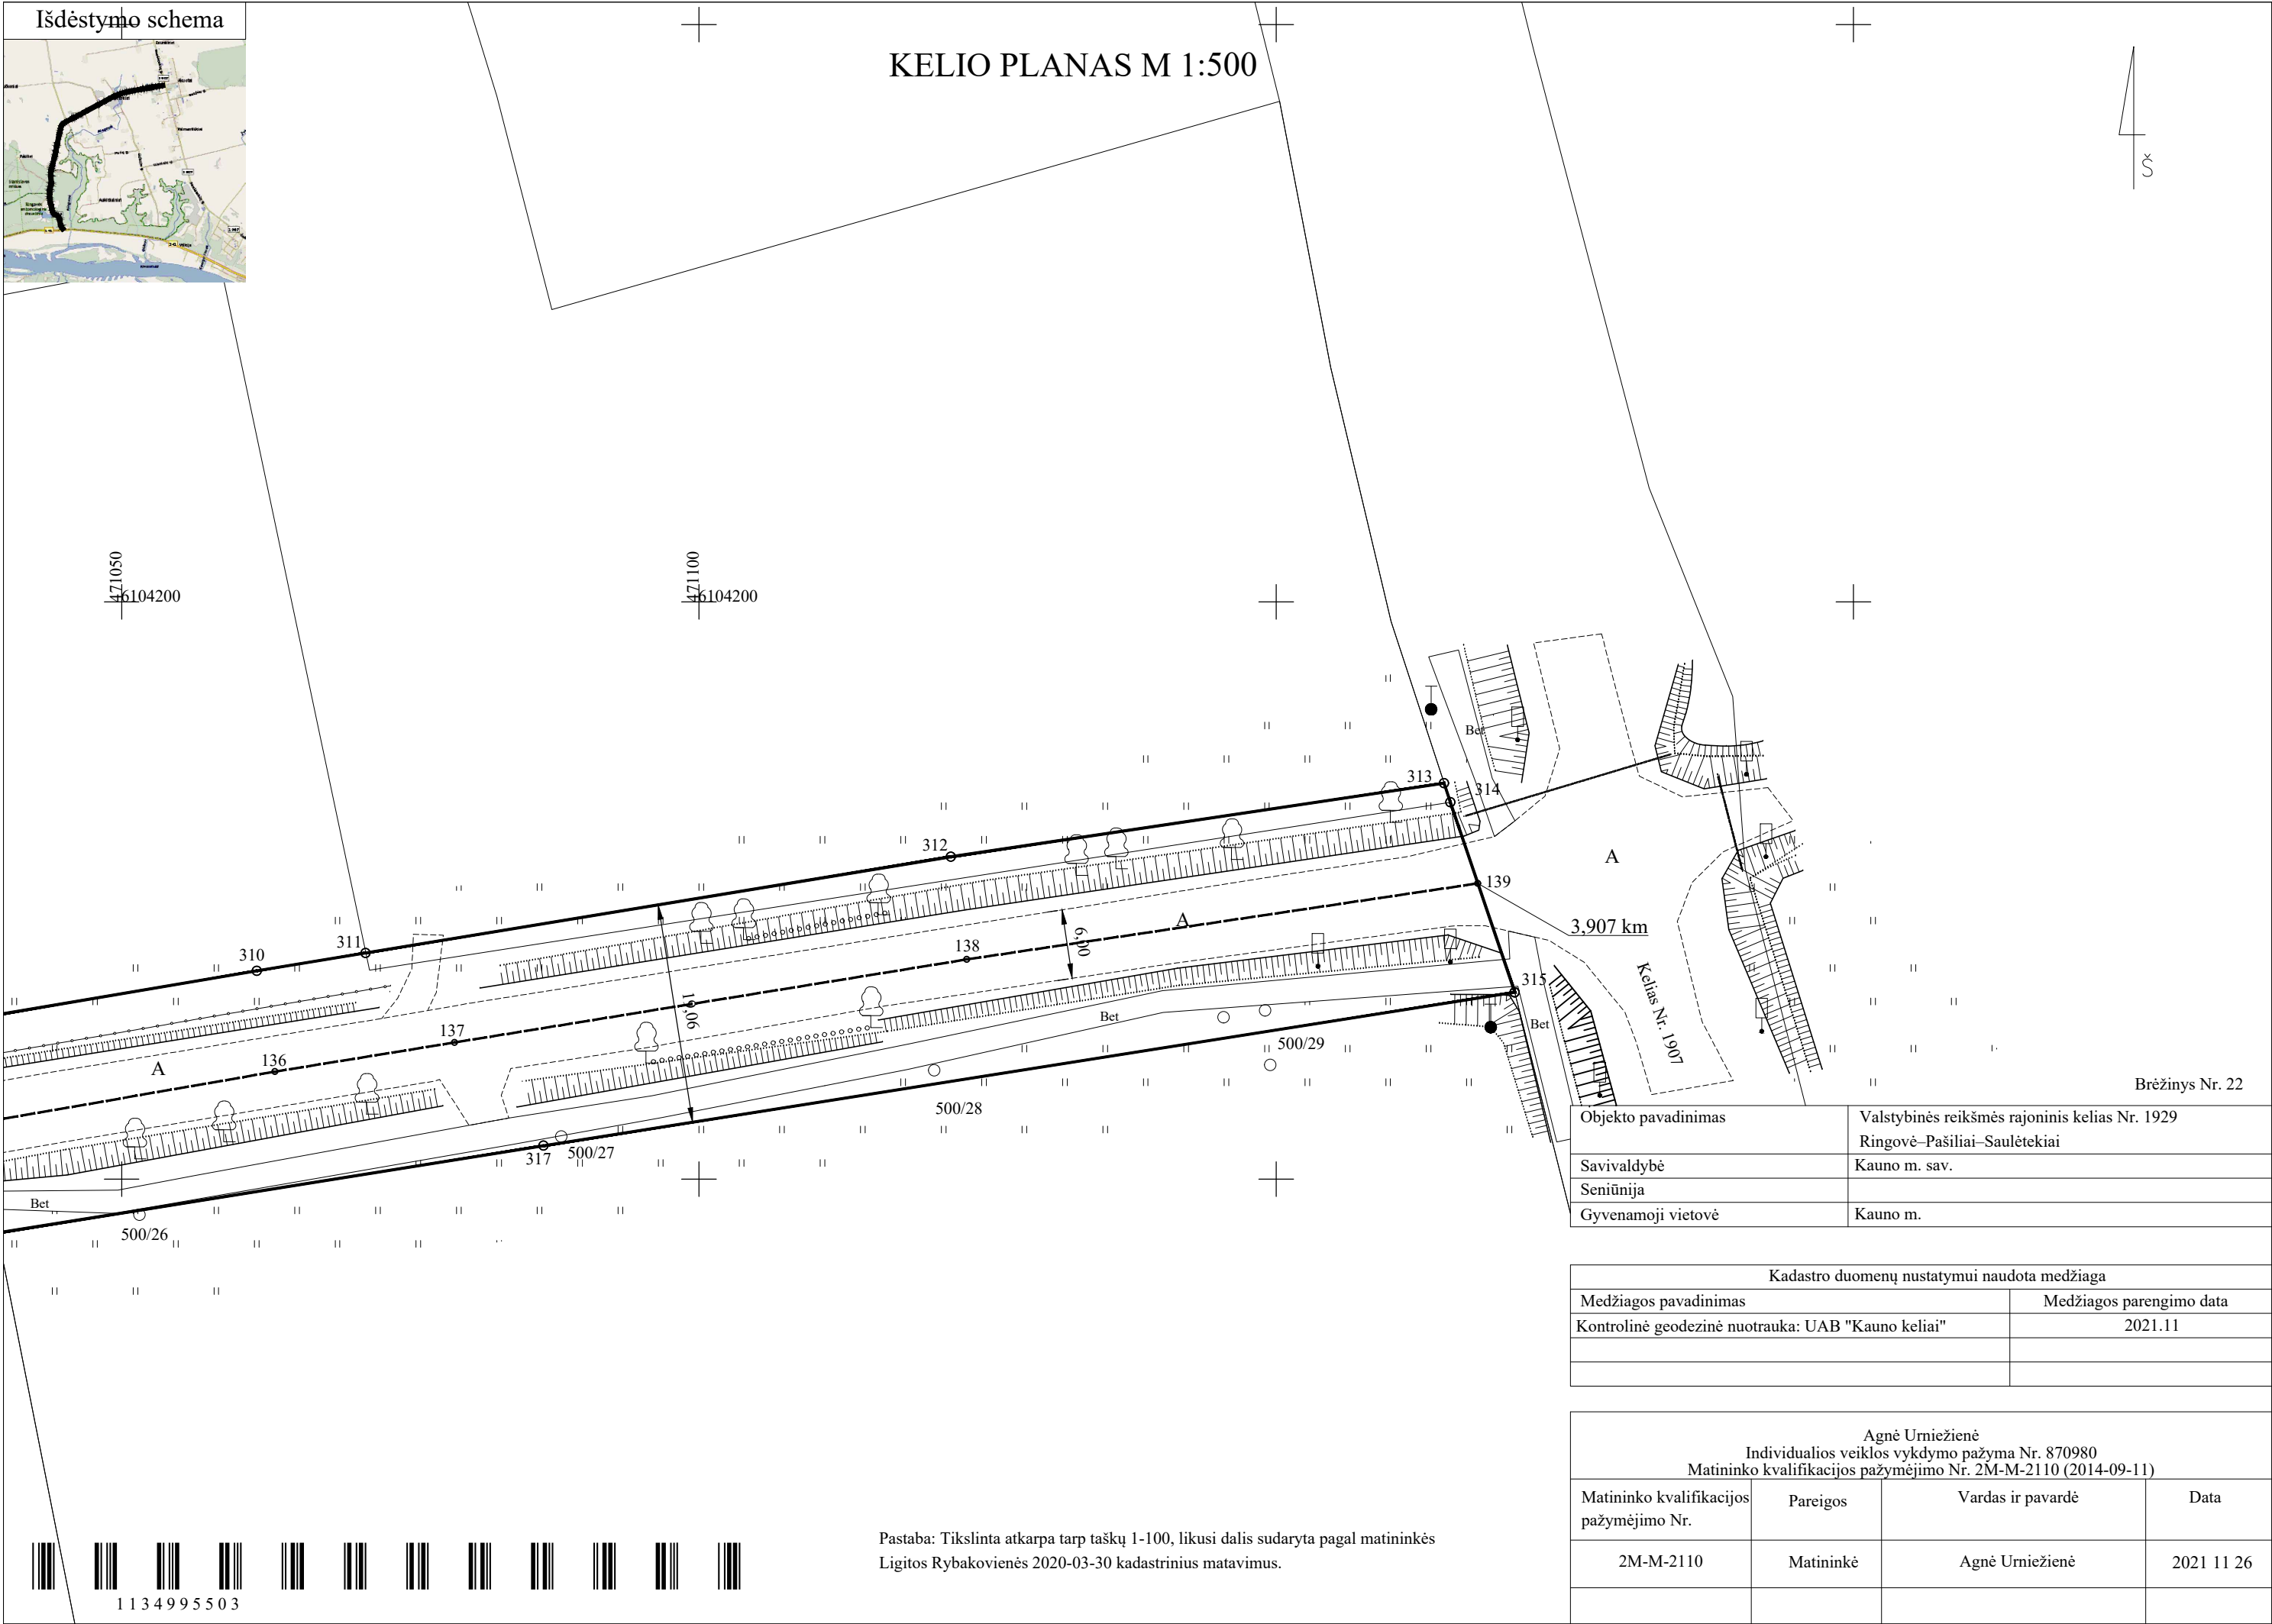 Išdėstymo schema
KELIO PLANAS M 1:500
Š
471050
6104200
471100
6104200
Bet
313
314
312
A
139
A
3,907 km
311
310
138
6,00
315
Kelias Nr. 1907
Bet
Bet
137
136
A
500/29
500/28
317
500/27
Bet
500/26
Brėžinys Nr. 22
Objekto pavadinimas Valstybinės reikšmės rajoninis kelias Nr. 1929
Ringovė–Pašiliai–Saulėtekiai
Savivaldybė Kauno m. sav.
Seniūnija
Gyvenamoji vietovė Kauno m.
Kadastro duomenų nustatymui naudota medžiaga
Medžiagos pavadinimas Medžiagos parengimo data
Kontrolinė geodezinė nuotrauka: UAB "Kauno keliai" 2021.11
Agnė Urniežienė
Individualios veiklos vykdymo pažyma Nr. 870980
Matininko kvalifikacijos pažymėjimo Nr. 2M-M-2110 (2014-09-11)
Matininko kvalifikacijos pažymėjimo Nr. Pareigos Vardas ir pavardė Data
2M-M-2110 Matininkė Agnė Urniežienė 2021 11 26
Pastaba: Tikslinta atkarpa tarp taškų 1-100, likusi dalis sudaryta pagal matininkės
Ligitos Rybakovienės 2020-03-30 kadastrinius matavimus.
1134995503